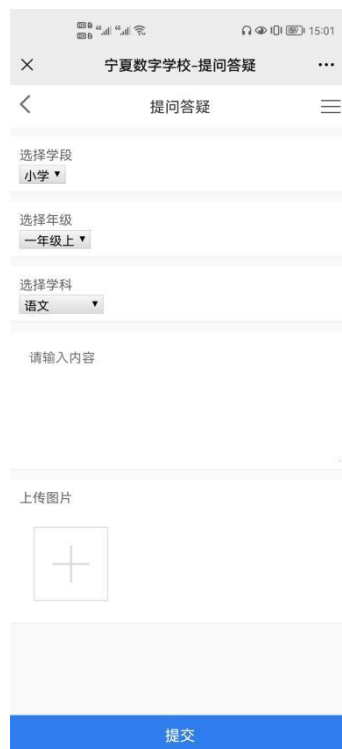 15:01
宁夏数字学校-提问答疑
提问答疑
选择学段
小学
选择年级
一年级上
选择学科
语文
请输入内容
上传图片
提交